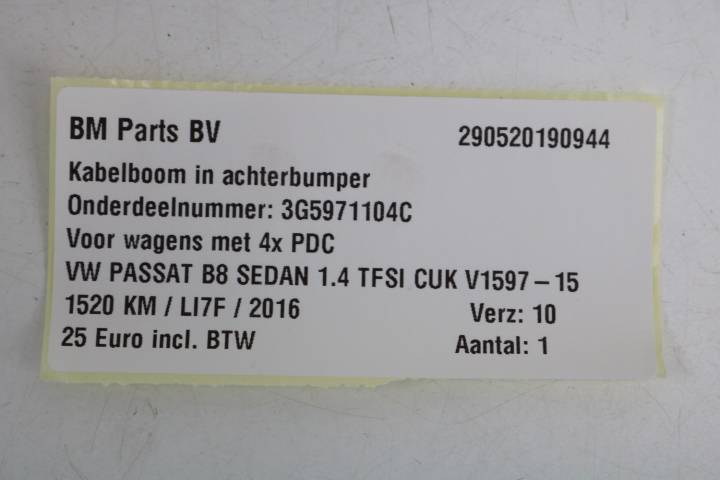 BM Parts BV 290520190944
Kabelboom in achterbumper
Onderdeelnummer: 3G5971104C
Voor wagens met 4x PDC
VW PASSAT B8 SEDAN 1.4 TFSI CUK V1597 – 15
1520 KM / LI7F / 2016 Verz: 10
25 Euro incl. BTW Aantal: 1